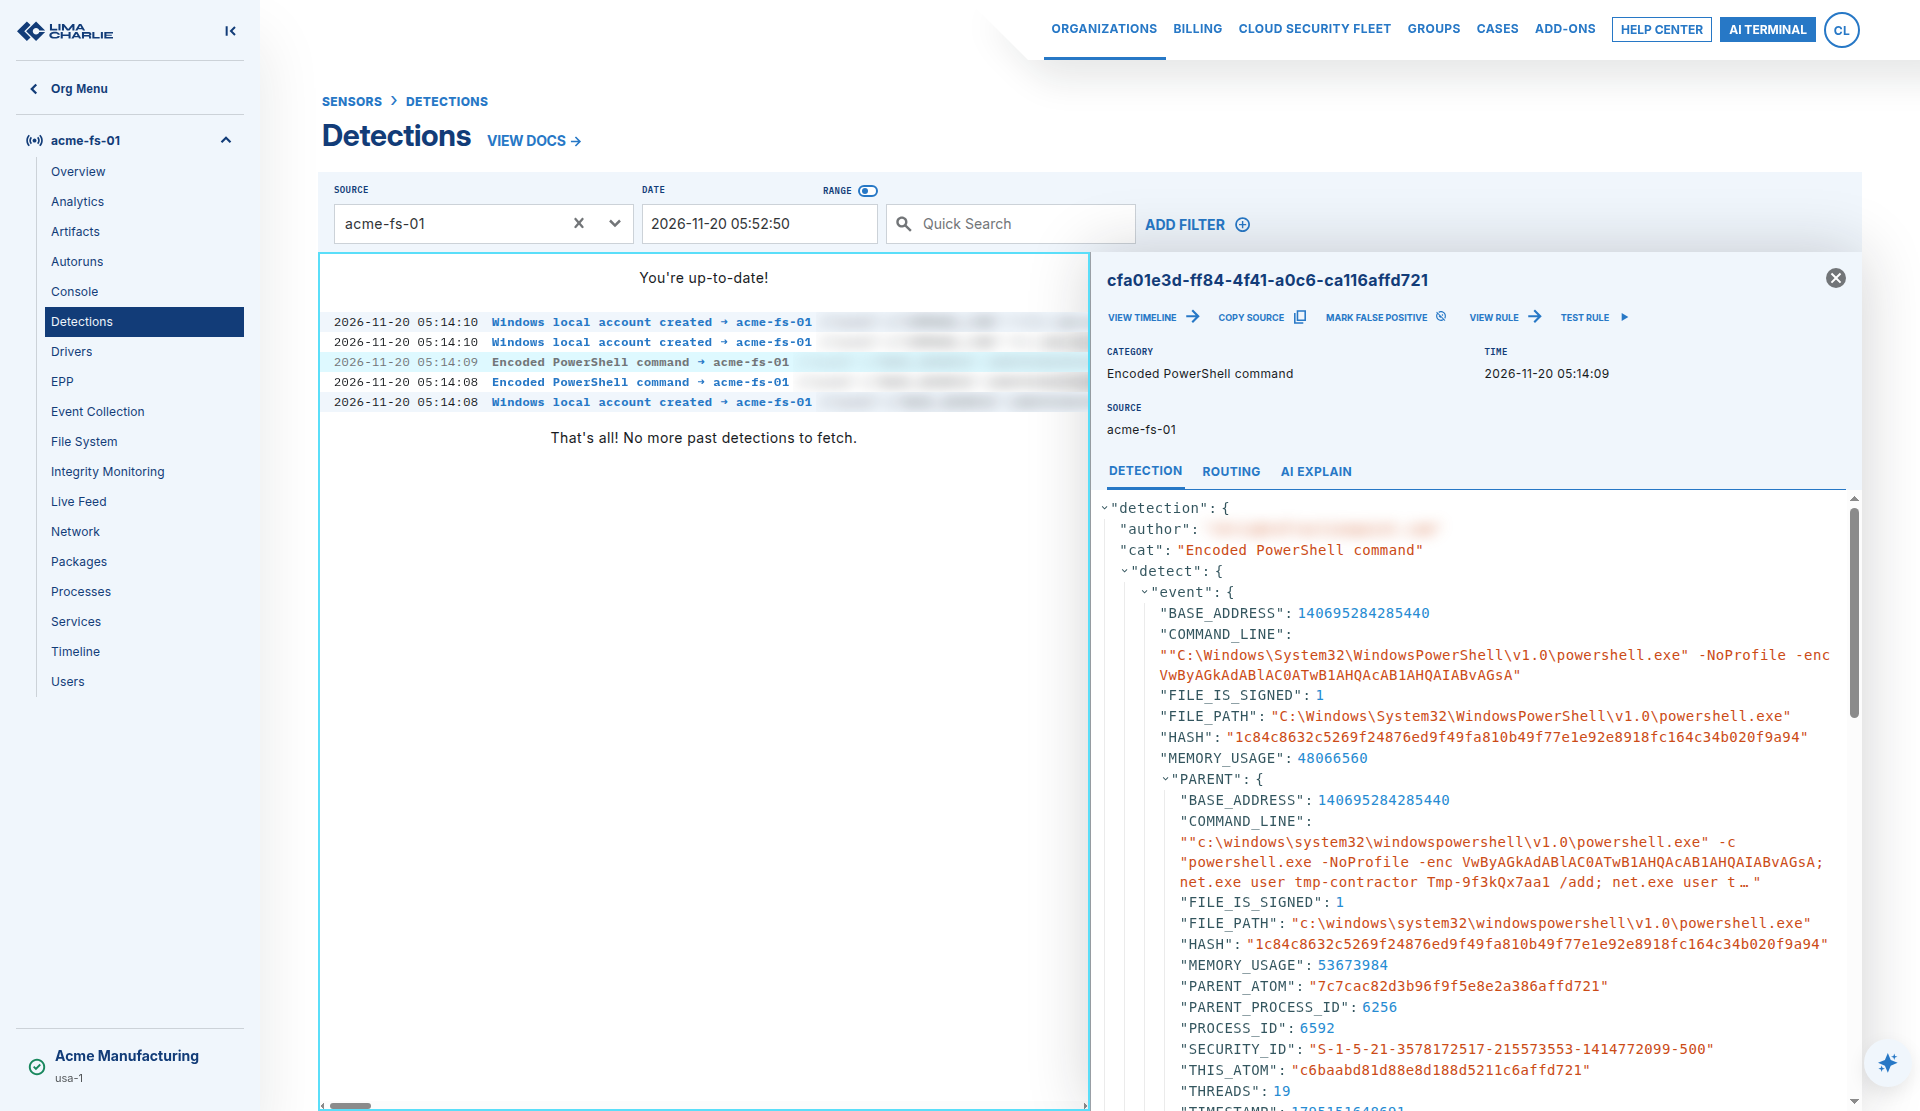 LIMA
CHARLIE
Org Menu
acme-fs-01
Overview
Analytics
Artifacts
Autoruns
Console
Detections
Drivers
EPP
Event Collection
File System
Integrity Monitoring
Live Feed
Network
Packages
Processes
Services
Timeline
Users
Acme Manufacturing
usa-1
ORGANIZATIONS BILLING CLOUD SECURITY FLEET GROUPS CASES ADD-ONS HELP CENTER AI TERMINAL CL
SENSORS > DETECTIONS
Detections VIEW DOCS →
SOURCE DATE RANGE
acme-fs-01 2026-11-20 05:52:50 Quick Search ADD FILTER
You're up-to-date!
2026-11-20 05:14:10 Windows local account created → acme-fs-01
2026-11-20 05:14:10 Windows local account created → acme-fs-01
2026-11-20 05:14:09 Encoded PowerShell command → acme-fs-01
2026-11-20 05:14:08 Encoded PowerShell command → acme-fs-01
2026-11-20 05:14:08 Windows local account created → acme-fs-01
That's all! No more past detections to fetch.
cfa01e3d-ff84-4f41-a0c6-ca116affd721
VIEW TIMELINE → COPY SOURCE MARK FALSE POSITIVE VIEW RULE → TEST RULE
CATEGORY TIME
Encoded PowerShell command 2026-11-20 05:14:09
SOURCE
acme-fs-01
DETECTION ROUTING AI EXPLAIN
"detection": {
"author":
"cat": "Encoded PowerShell command"
"detect": {
"event": {
"BASE_ADDRESS": 140695284285440
"COMMAND_LINE":
""C:\Windows\System32\WindowsPowerShell\v1.0\powershell.exe" -NoProfile -enc
VwByAGkAdABlAC0ATwB1AHQAcAB1AHQAIABvAGsA"
"FILE_IS_SIGNED": 1
"FILE_PATH": "C:\Windows\System32\WindowsPowerShell\v1.0\powershell.exe"
"HASH": "1c84c8632c5269f24876ed9f49fa810b49f77e1e92e8918fc164c34b020f9a94"
"MEMORY_USAGE": 48066560
"PARENT": {
"BASE_ADDRESS": 140695284285440
"COMMAND_LINE":
""c:\windows\system32\windowspowershell\v1.0\powershell.exe" -c
"powershell.exe -NoProfile -enc VwByAGkAdABlAC0ATwB1AHQAcAB1AHQAIABvAGsA;
net.exe user tmp-contractor Tmp-9f3kQx7aa1 /add; net.exe user t…"
"FILE_IS_SIGNED": 1
"FILE_PATH": "c:\windows\system32\windowspowershell\v1.0\powershell.exe"
"HASH": "1c84c8632c5269f24876ed9f49fa810b49f77e1e92e8918fc164c34b020f9a94"
"MEMORY_USAGE": 53673984
"PARENT_ATOM": "7c7cac82d3b96f9f5e8e2a386affd721"
"PARENT_PROCESS_ID": 6256
"PROCESS_ID": 6592
"SECURITY_ID": "S-1-5-21-3578172517-215573553-1414772099-500"
"THIS_ATOM": "c6baabd81d88e8d188d5211c6affd721"
"THREADS": 19